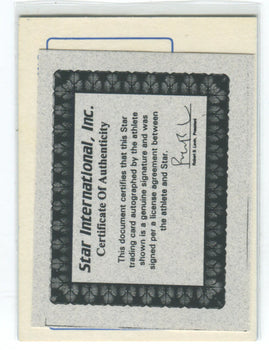 Star International, Inc.
Certificate Of Authenticity
This document certifies that this Star
trading card autographed by the athlete
shown is a genuine signature and was
signed per a license agreement between
the athlete and Star.